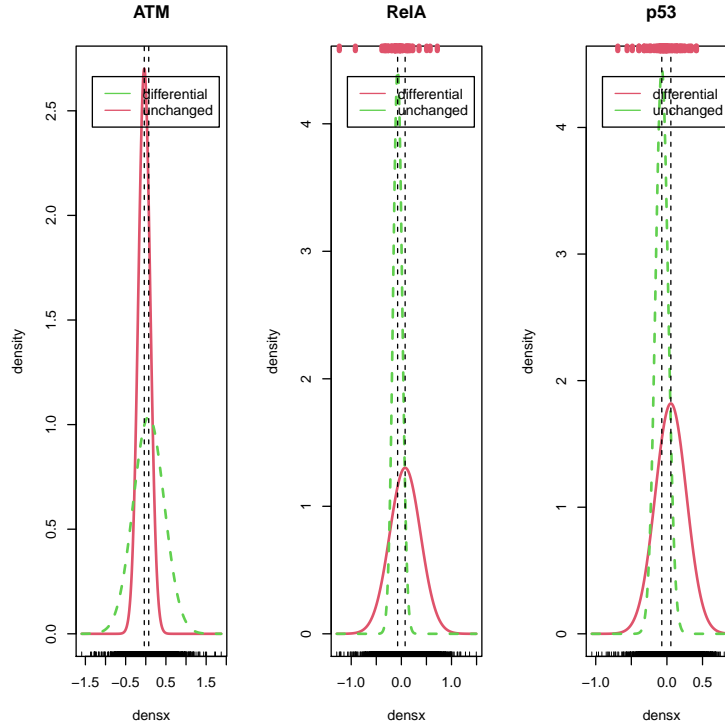 ATM
RelA
p53
differential
unchanged
differential
unchanged
differential
unchanged
density
0.0
0.5
1.0
1.5
2.0
2.5
density
0
1
2
3
4
density
0
1
2
3
4
-1.5
-0.5
0.5
1.5
-1.0
0.0
1.0
-1.0
0.0
0.5
densx
densx
densx